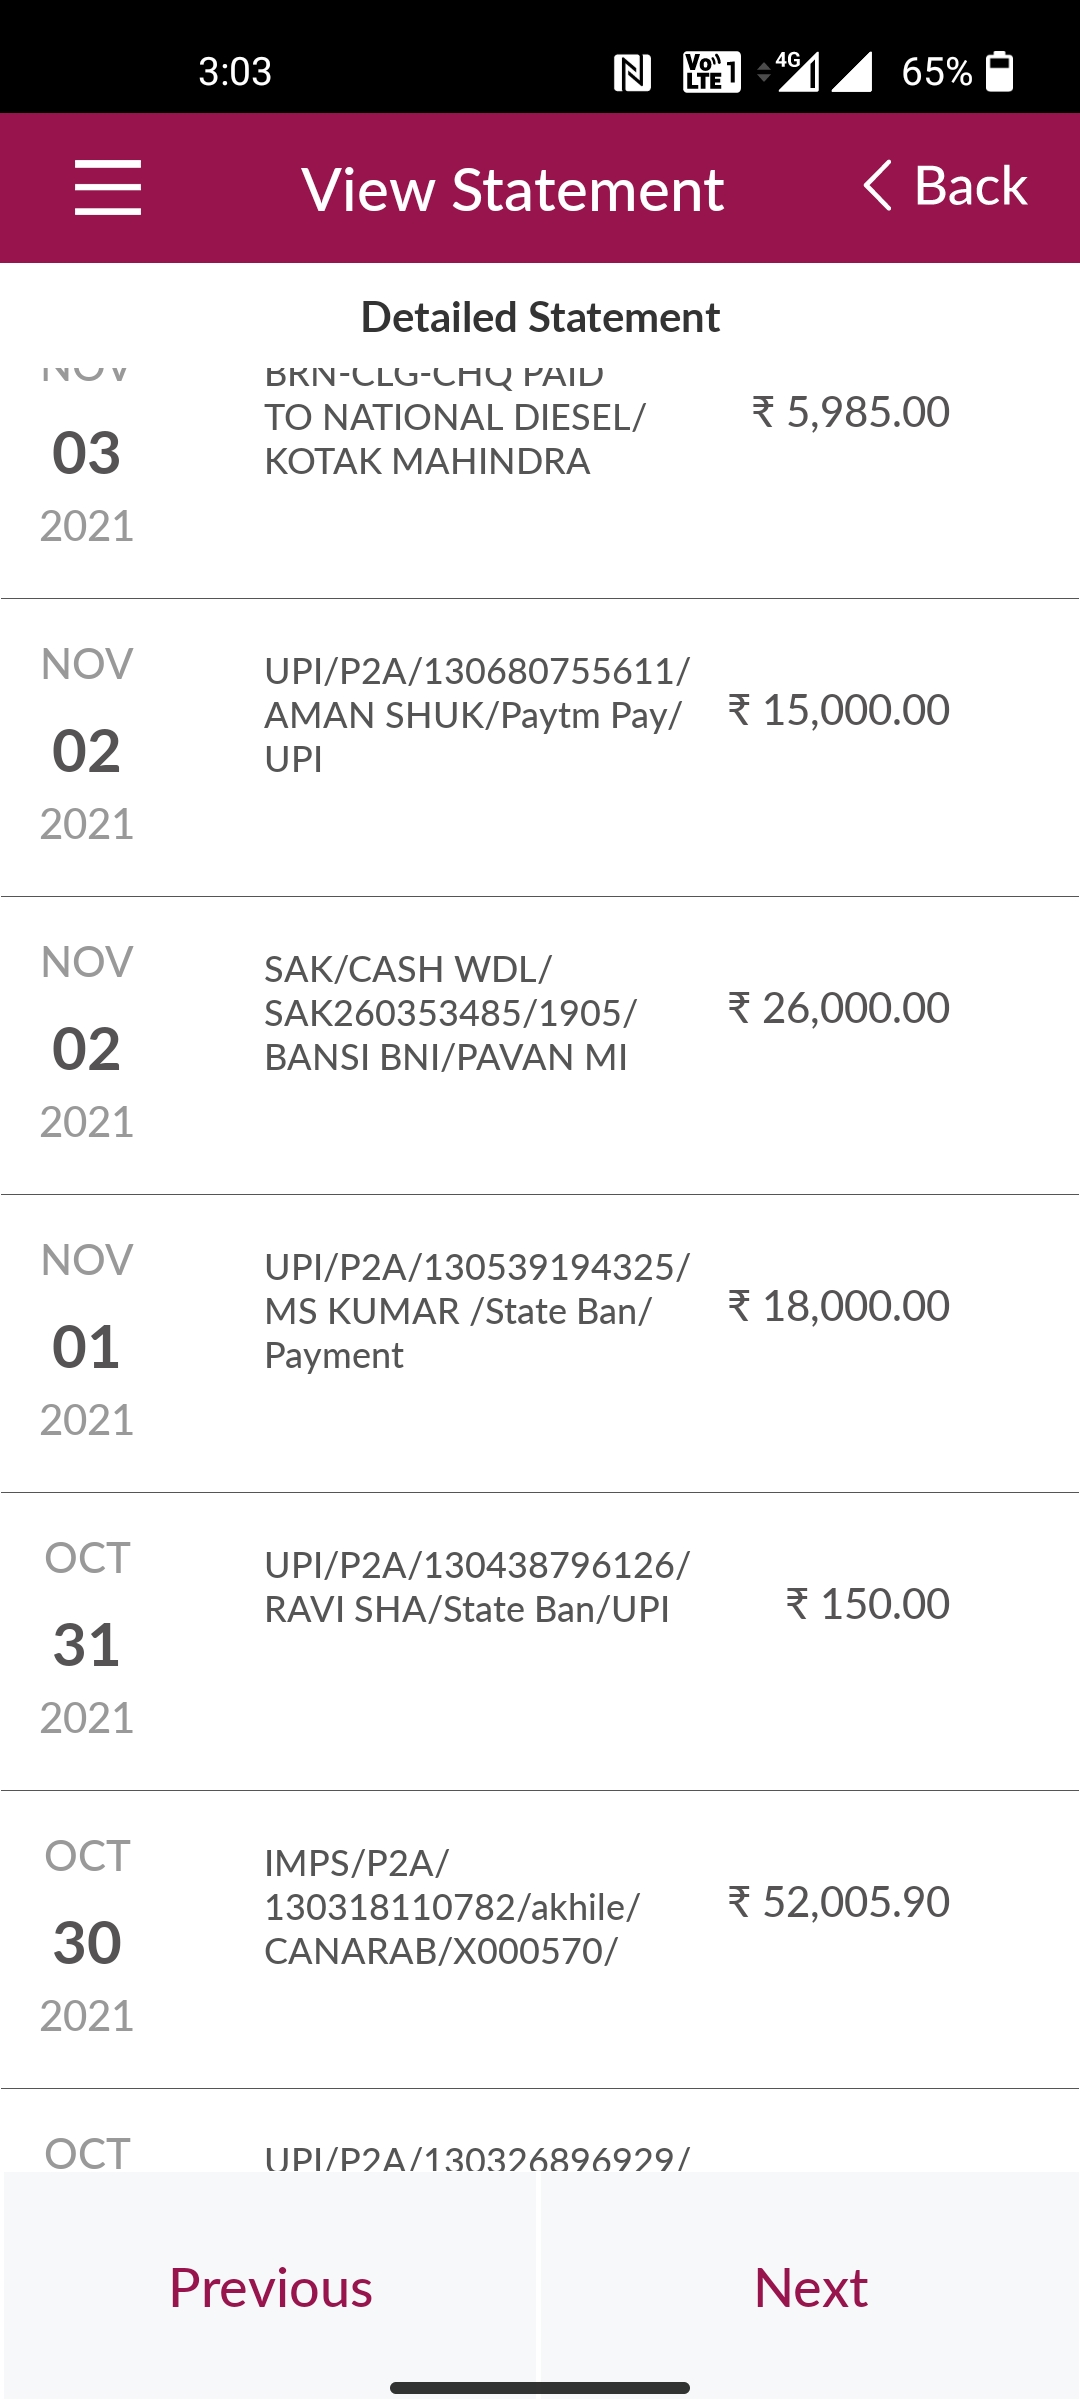 3:03
Vo)) LTE 1
4G
65%
View Statement
Back
Detailed Statement
NOV
03
2021
BRN-CLG-CHQ PAID
TO NATIONAL DIESEL/
KOTAK MAHINDRA
₹ 5,985.00
NOV
02
2021
UPI/P2A/130680755611/
AMAN SHUK/Paytm Pay/
UPI
₹ 15,000.00
NOV
02
2021
SAK/CASH WDL/
SAK260353485/1905/
BANSI BNI/PAVAN MI
₹ 26,000.00
NOV
01
2021
UPI/P2A/130539194325/
MS KUMAR /State Ban/
Payment
₹ 18,000.00
OCT
31
2021
UPI/P2A/130438796126/
RAVI SHA/State Ban/UPI
₹ 150.00
OCT
30
2021
IMPS/P2A/
130318110782/akhile/
CANARAB/X000570/
₹ 52,005.90
OCT
UPI/P2A/130326896929/
Previous
Next